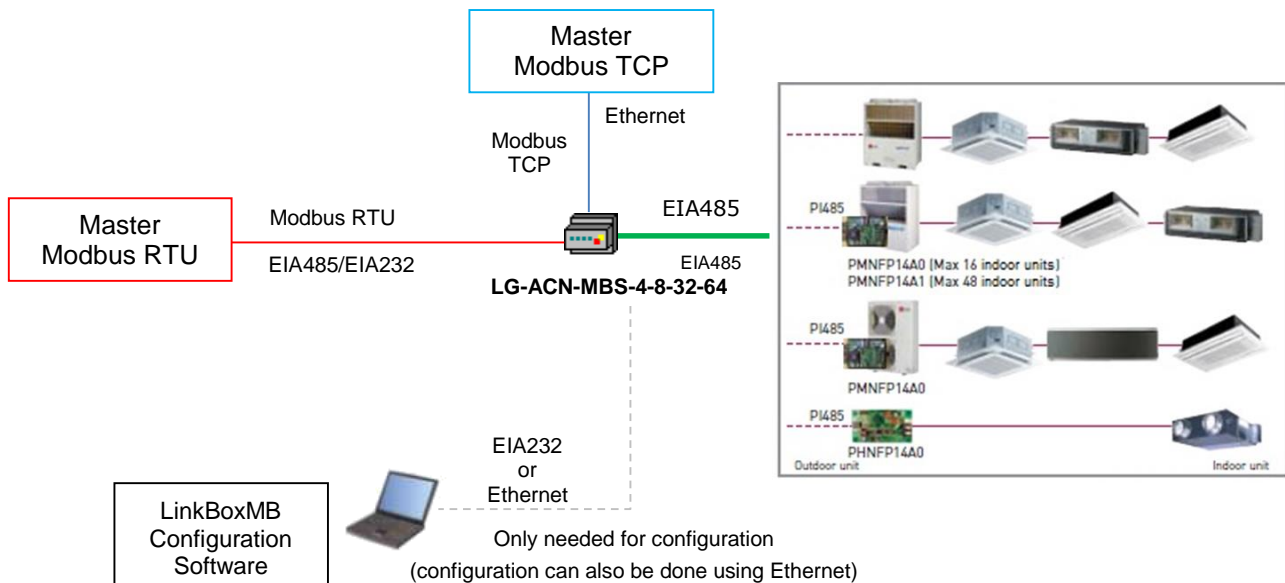 Master
Modbus TCP
Ethernet
Modbus
TCP
Master
Modbus RTU
Modbus RTU
EIA485/EIA232
EIA485
EIA485
LG-ACN-MBS-4-8-32-64
PI485
PMNFP14A0 (Max 16 indoor units)
PMNFP14A1 (Max 48 indoor units)
PI485
PMNFP14A0
PI485
PHNFP14A0
Outdoor unit
Indoor unit
EIA232
or
Ethernet
LinkBoxMB
Configuration
Software
Only needed for configuration
(configuration can also be done using Ethernet)